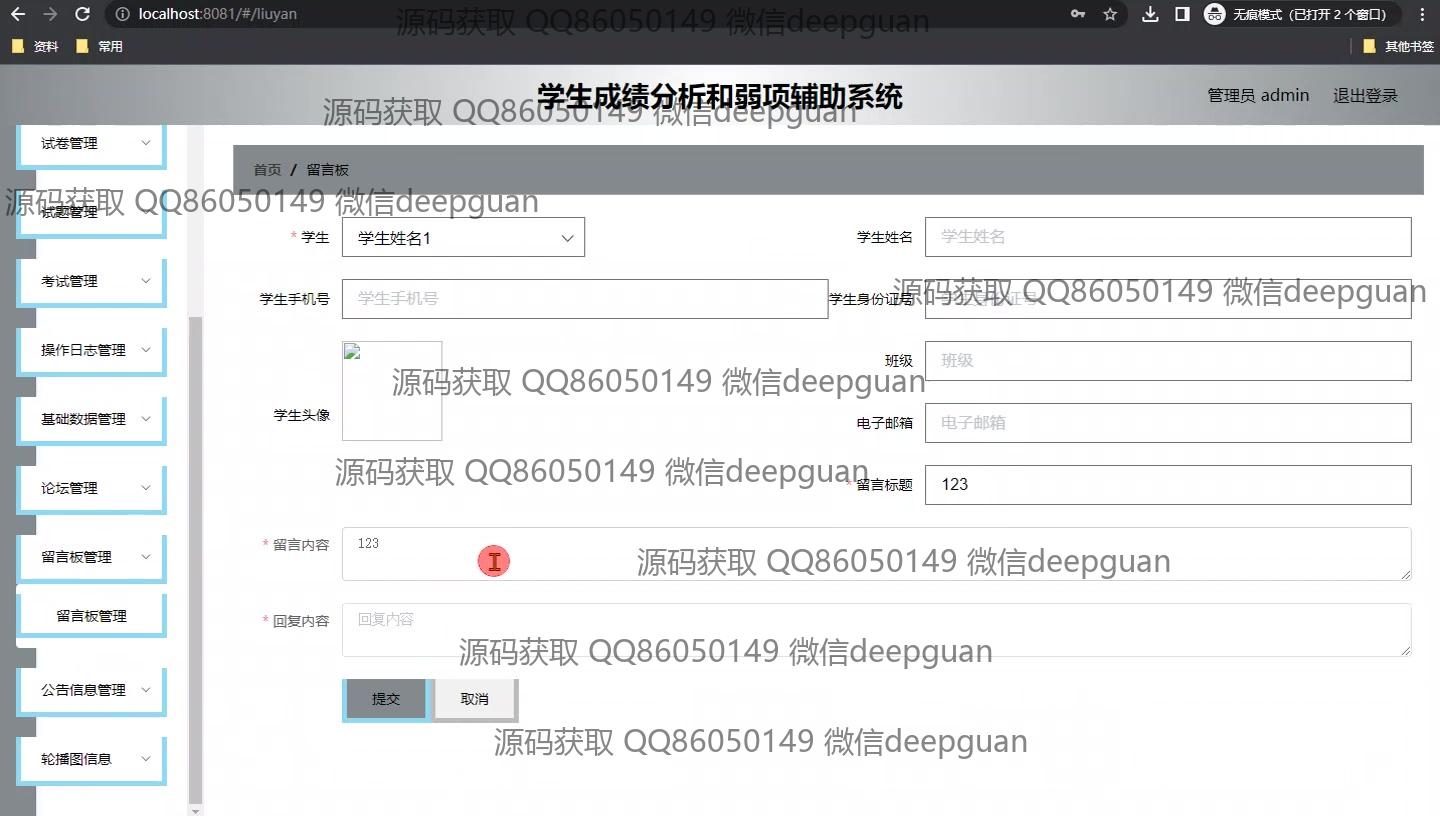 localhost:8081/#/liuyan
无痕模式（已打开 2 个窗口）
资料
常用
其他书签
源码获取 QQ86050149 微信deepguan
学生成绩分析和弱项辅助系统
管理员 admin
退出登录
源码获取 QQ86050149 微信deepguan
试卷管理
首页 / 留言板
源码获取 QQ86050149 微信deepguan
试题管理
* 学生
学生姓名1
学生姓名
学生姓名
考试管理
学生手机号
学生手机号
学生身份证号
学生身份证号
源码获取 QQ86050149 微信deepguan
操作日志管理
班级
班级
源码获取 QQ86050149 微信deepguan
基础数据管理
学生头像
电子邮箱
电子邮箱
源码获取 QQ86050149 微信deepguan
论坛管理
* 留言标题
123
留言板管理
* 留言内容
123
源码获取 QQ86050149 微信deepguan
留言板管理
* 回复内容
回复内容
源码获取 QQ86050149 微信deepguan
公告信息管理
提交
取消
源码获取 QQ86050149 微信deepguan
轮播图信息